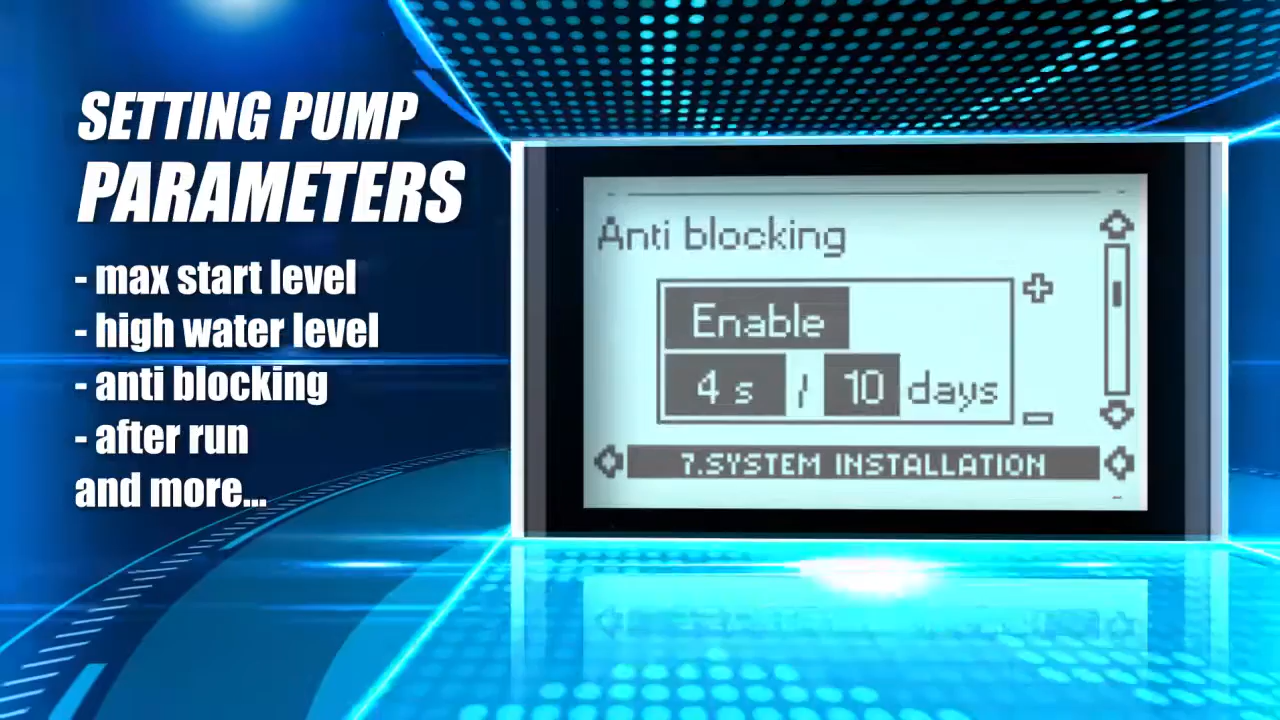 SETTING PUMP
PARAMETERS
- max start level
- high water level
- anti blocking
- after run
and more...
Anti blocking
Enable
4 s / 10 days
7.SYSTEM INSTALLATION